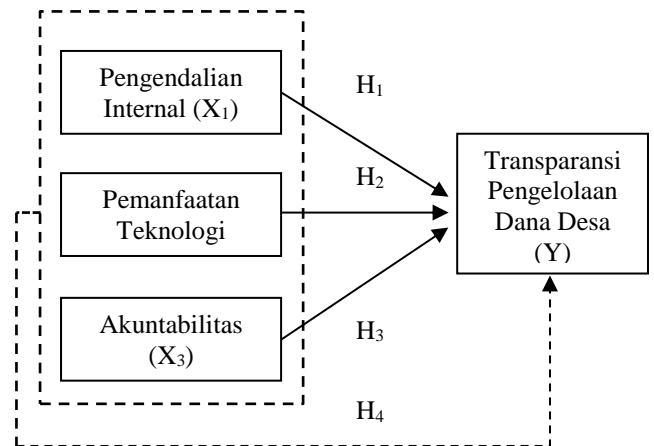 Pengendalian
Internal (X₁)
H₁
Pemanfaatan
Teknologi
H₂
Akuntabilitas
(X₃)
H₃
H₄
Transparansi
Pengelolaan
Dana Desa
(Y)